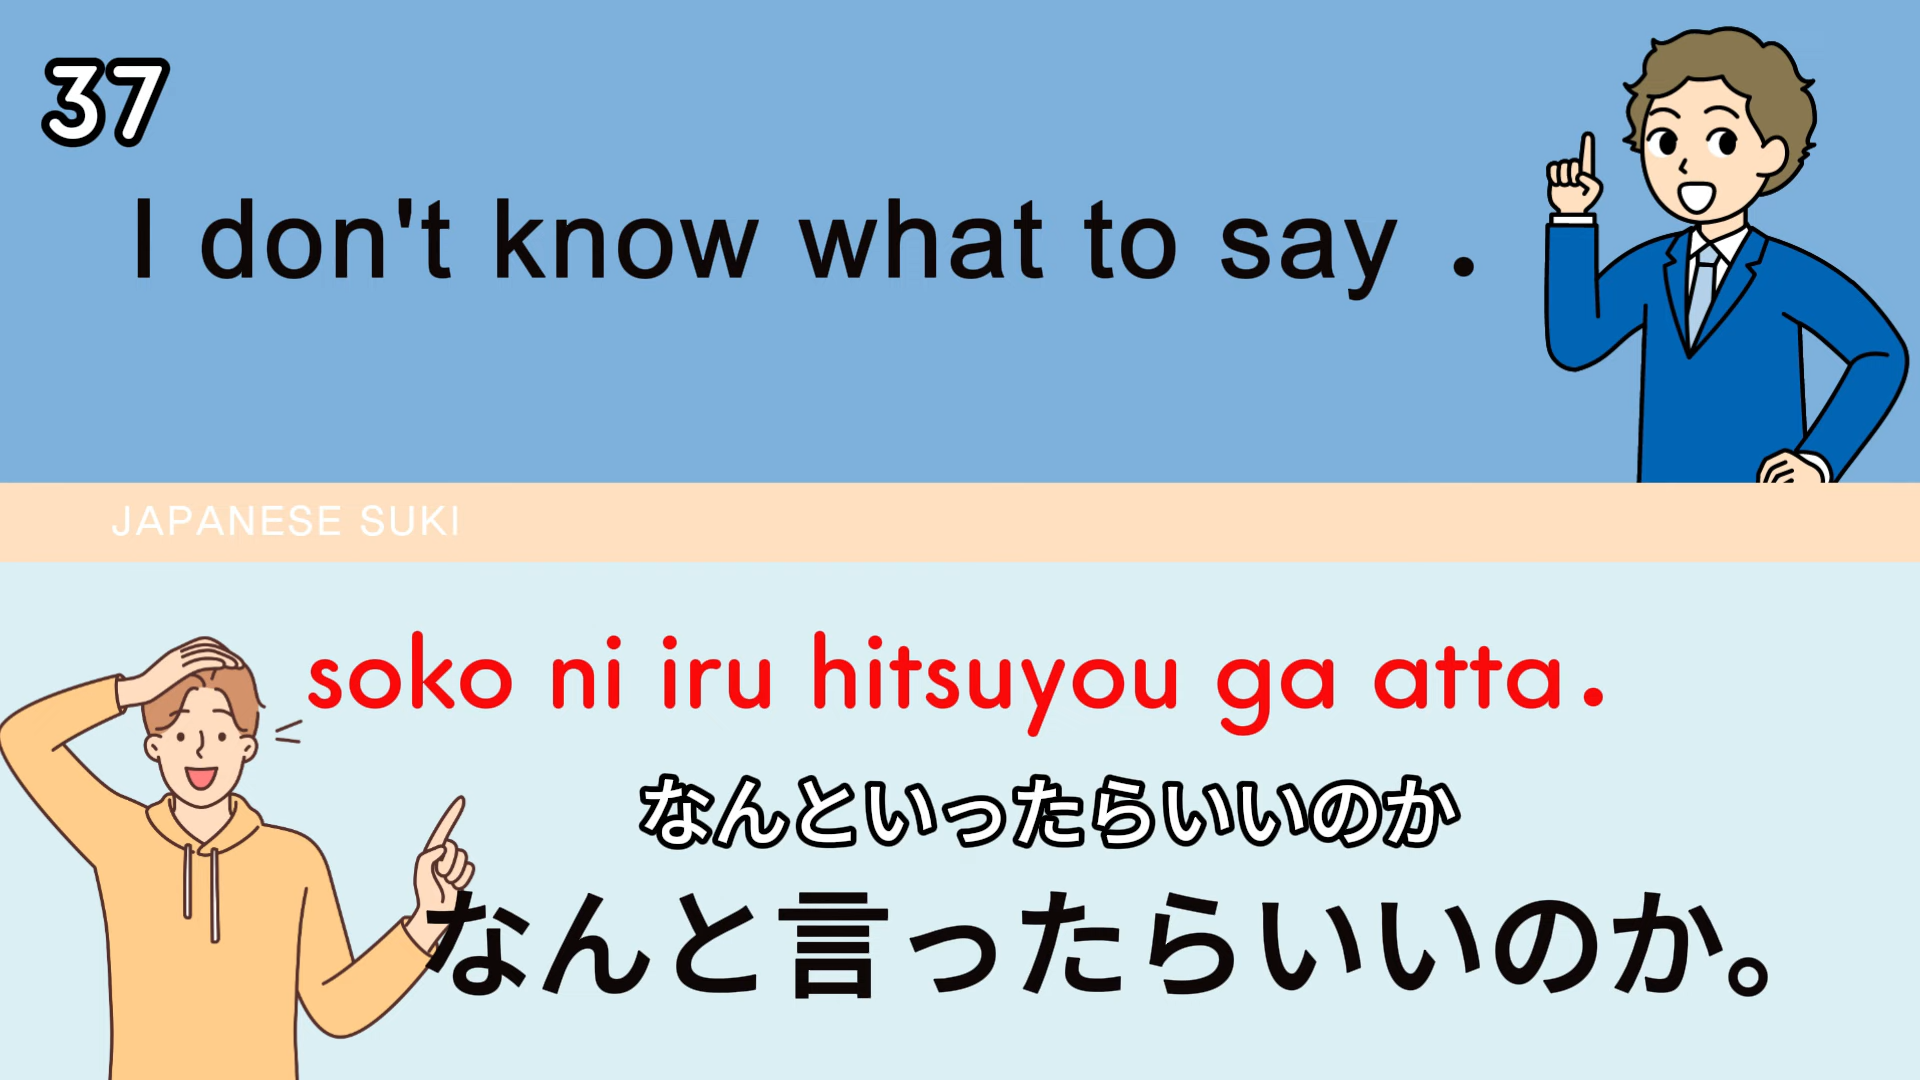 37
I don't know what to say .
JAPANESE SUKI
soko ni iru hitsuyou ga atta.
なんといったらいいのか
なんと言ったらいいのか。